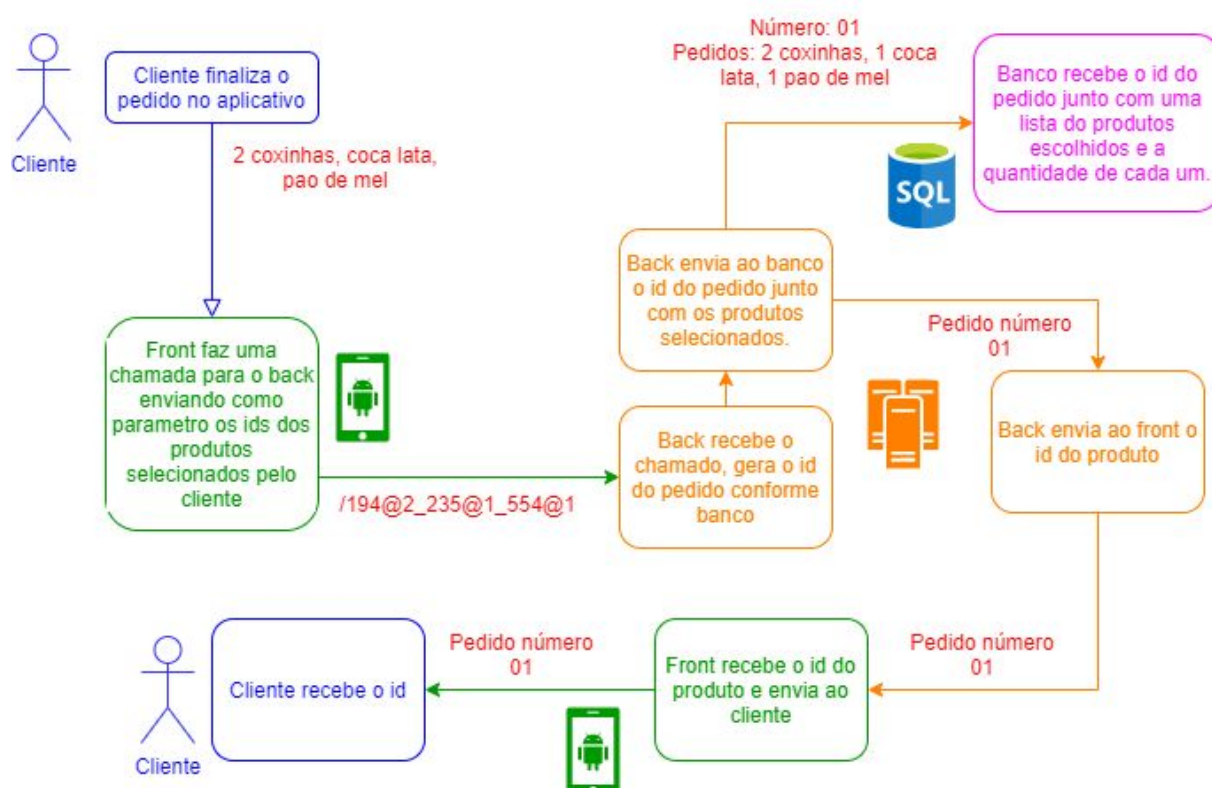 Cliente finaliza o
pedido no aplicativo
Cliente
2 coxinhas, coca lata,
pao de mel
Número: 01
Pedidos: 2 coxinhas, 1 coca
lata, 1 pao de mel
Banco recebe o id do
pedido junto com uma
lista do produtos
escolhidos e a
quantidade de cada um.
SQL
Back envia ao banco
o id do pedido junto
com os produtos
selecionados.
Pedido número
01
Front faz uma
chamada para o back
enviando como
parametro os ids dos
produtos
selecionados pelo
cliente
/194@2_235@1_554@1
Back recebe o
chamado, gera o id
do pedido conforme
banco
Back envia ao front o
id do produto
Pedido número
01
Front recebe o id do
produto e envia ao
cliente
Pedido número
01
Cliente recebe o id
Cliente